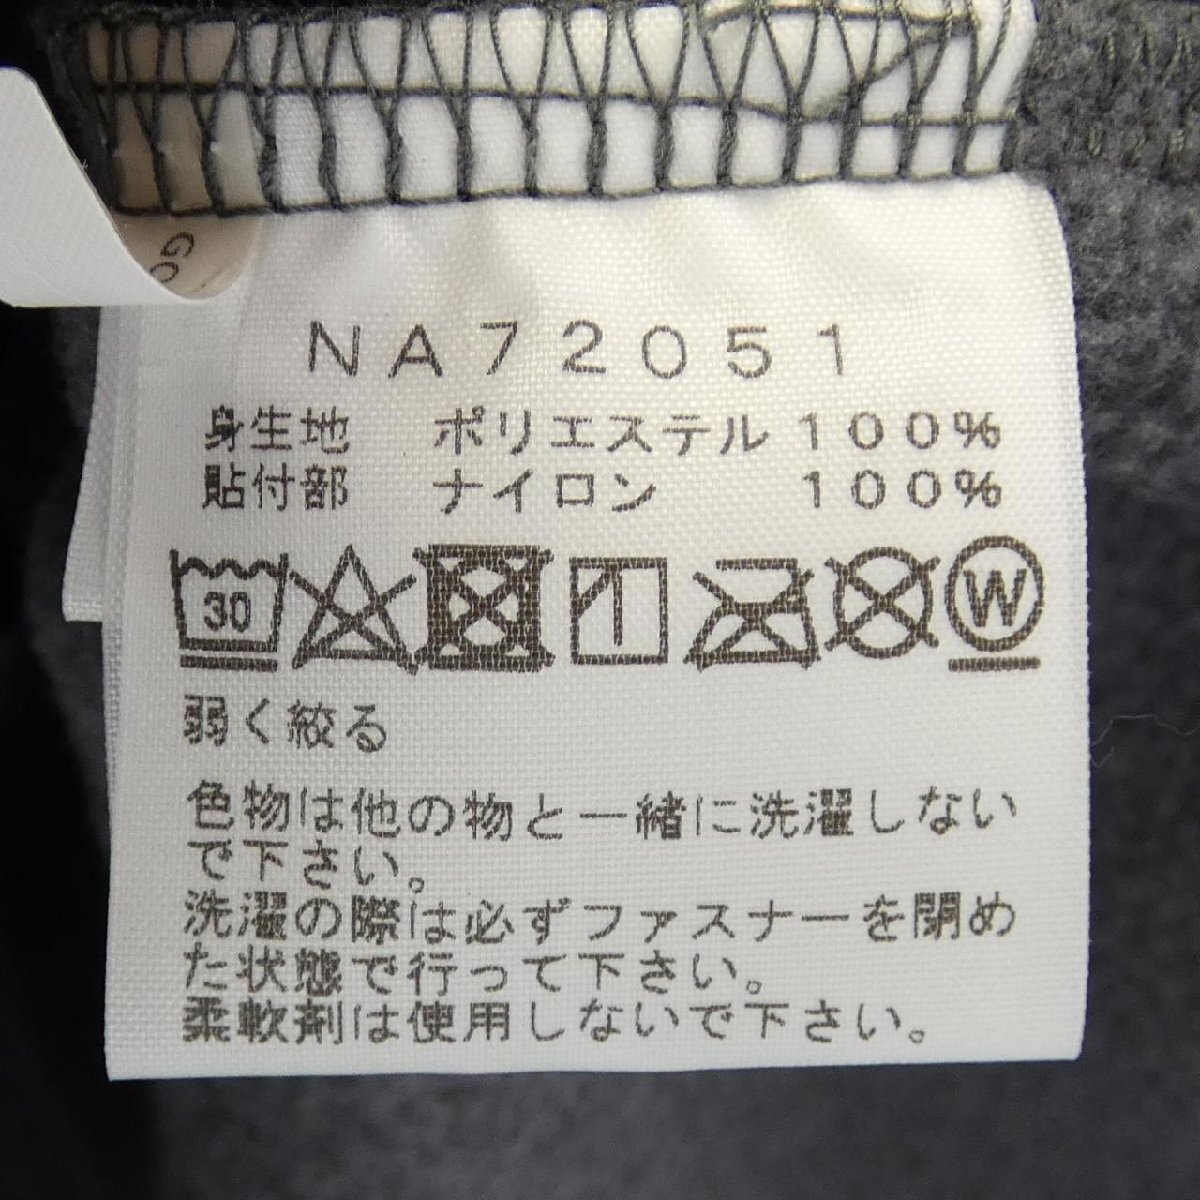 GO
NA72051
身生地 ポリエステル100%
貼付部 ナイロン 100%
30 W
弱く絞る
色物は他の物と一緒に洗濯しない
で下さい。
洗濯の際は必ずファスナーを閉め
た状態で行って下さい。
柔軟剤は使用しないで下さい。